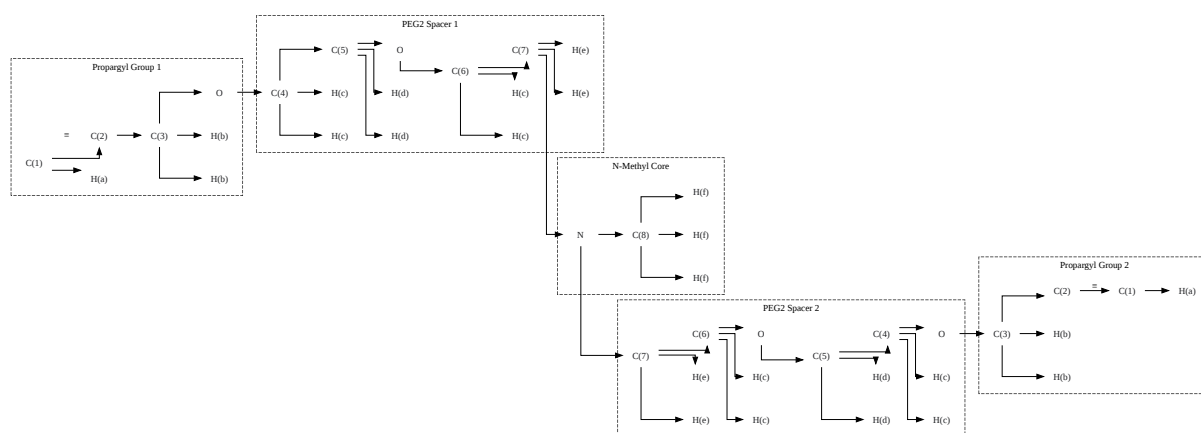 PEG2 Spacer 1
C(5) O C(7) H(e)
C(4) H(c) H(d) C(6) H(c) H(e)
H(c) H(d) H(c)
Propargyl Group 1
O
≡ C(2) C(3) H(b)
C(1)
H(a) H(b)
N-Methyl Core
H(f)
N C(8) H(f)
H(f)
PEG2 Spacer 2
C(6) O C(4) O
C(7) C(5)
H(e) H(c) H(d) H(c)
H(e) H(c) H(d) H(c)
Propargyl Group 2
C(2) ≡ C(1) H(a)
C(3) H(b)
H(b)